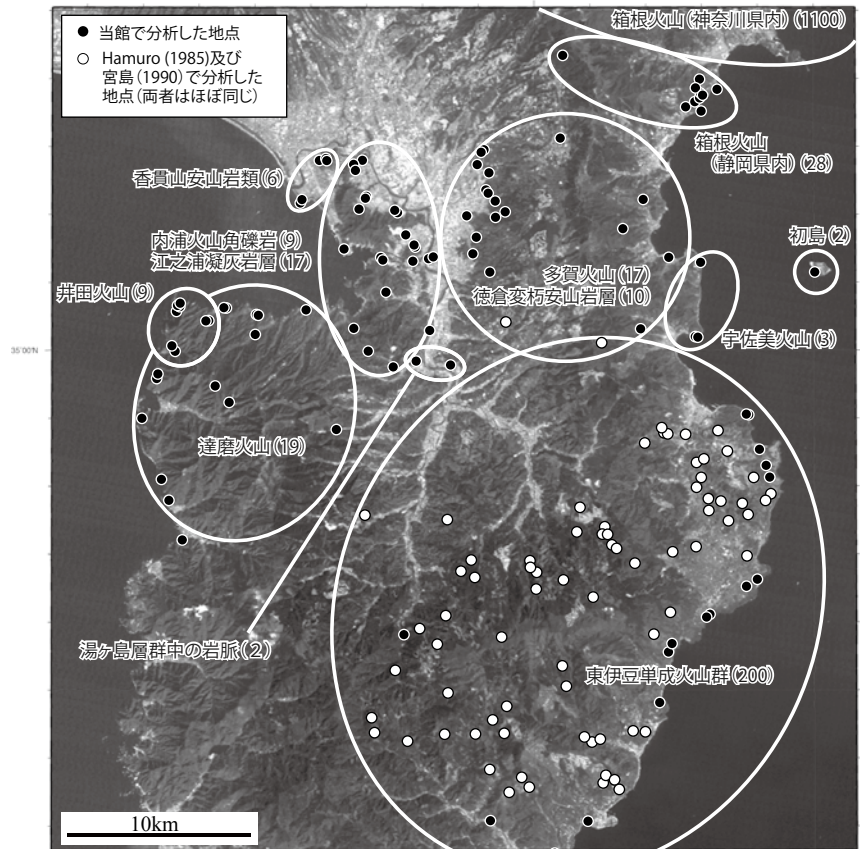 箱根火山（神奈川県内）（1100）
当館で分析した地点
Hamuro (1985)及び
宮島（1990）で分析した
地点（両者はほぼ同じ）
箱根火山
（静岡県内）（28）
香貫山安山岩類（6）
初島（2）
内浦火山角礫岩（9）
江之浦凝灰岩層（17）
多賀火山（17）
徳倉変朽安山岩層（10）
井田火山（9）
宇佐美火山（3）
35°00'N
達磨火山（19）
湯ヶ島層群中の岩脈（２）
東伊豆単成火山群（200）
10km